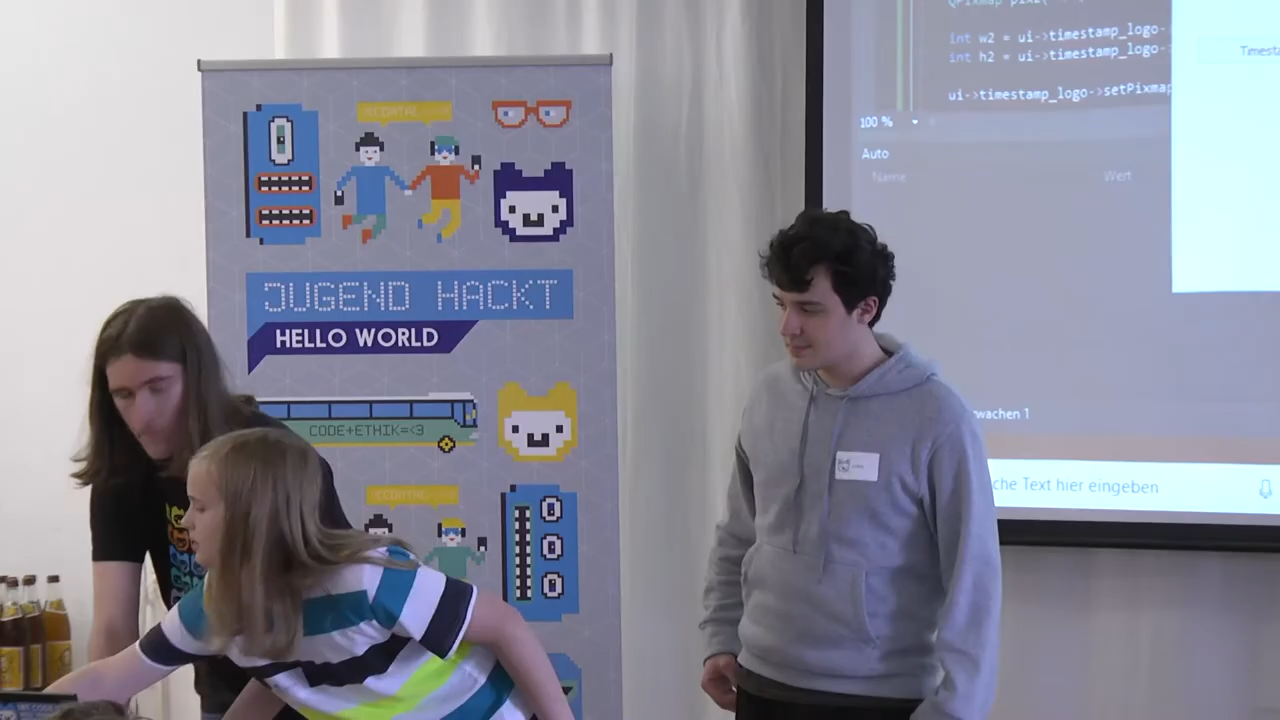 JUGEND HACKT
HELLO WORLD
CODE+ETHIK=<3
int w2 = ui->timestamp_logo-
int h2 = ui->timestamp_logo-
ui->timestamp_logo->setPixmap
100 %
Auto
Name
Wert
wachen 1
che Text hier eingeben
Timesta